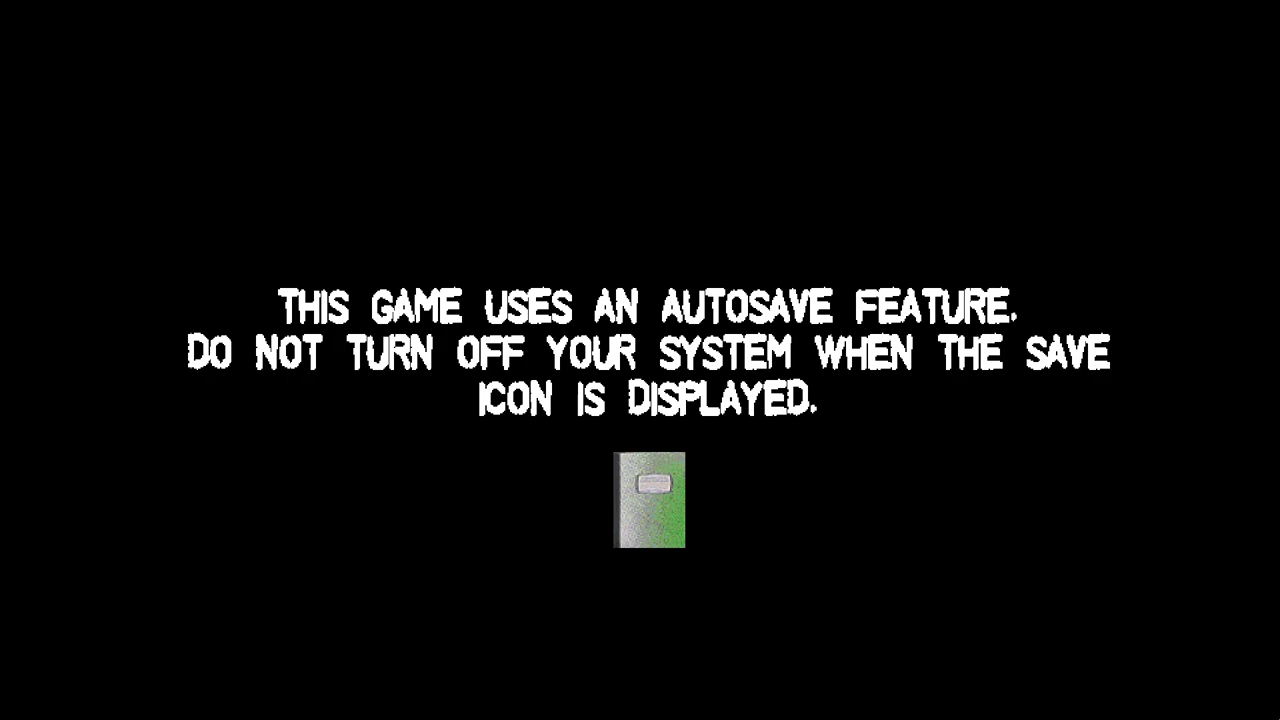 THIS GAME USES AN AUTOSAVE FEATURE.
DO NOT TURN OFF YOUR SYSTEM WHEN THE SAVE
ICON IS DISPLAYED.